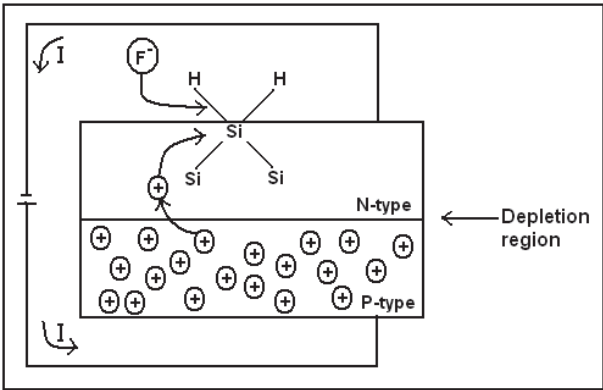 I
F-
H H
Si
Si Si
+
N-type
Depletion
region
+ + + + + + +
+ + + + + + + +
+ + + + +
P-type
I